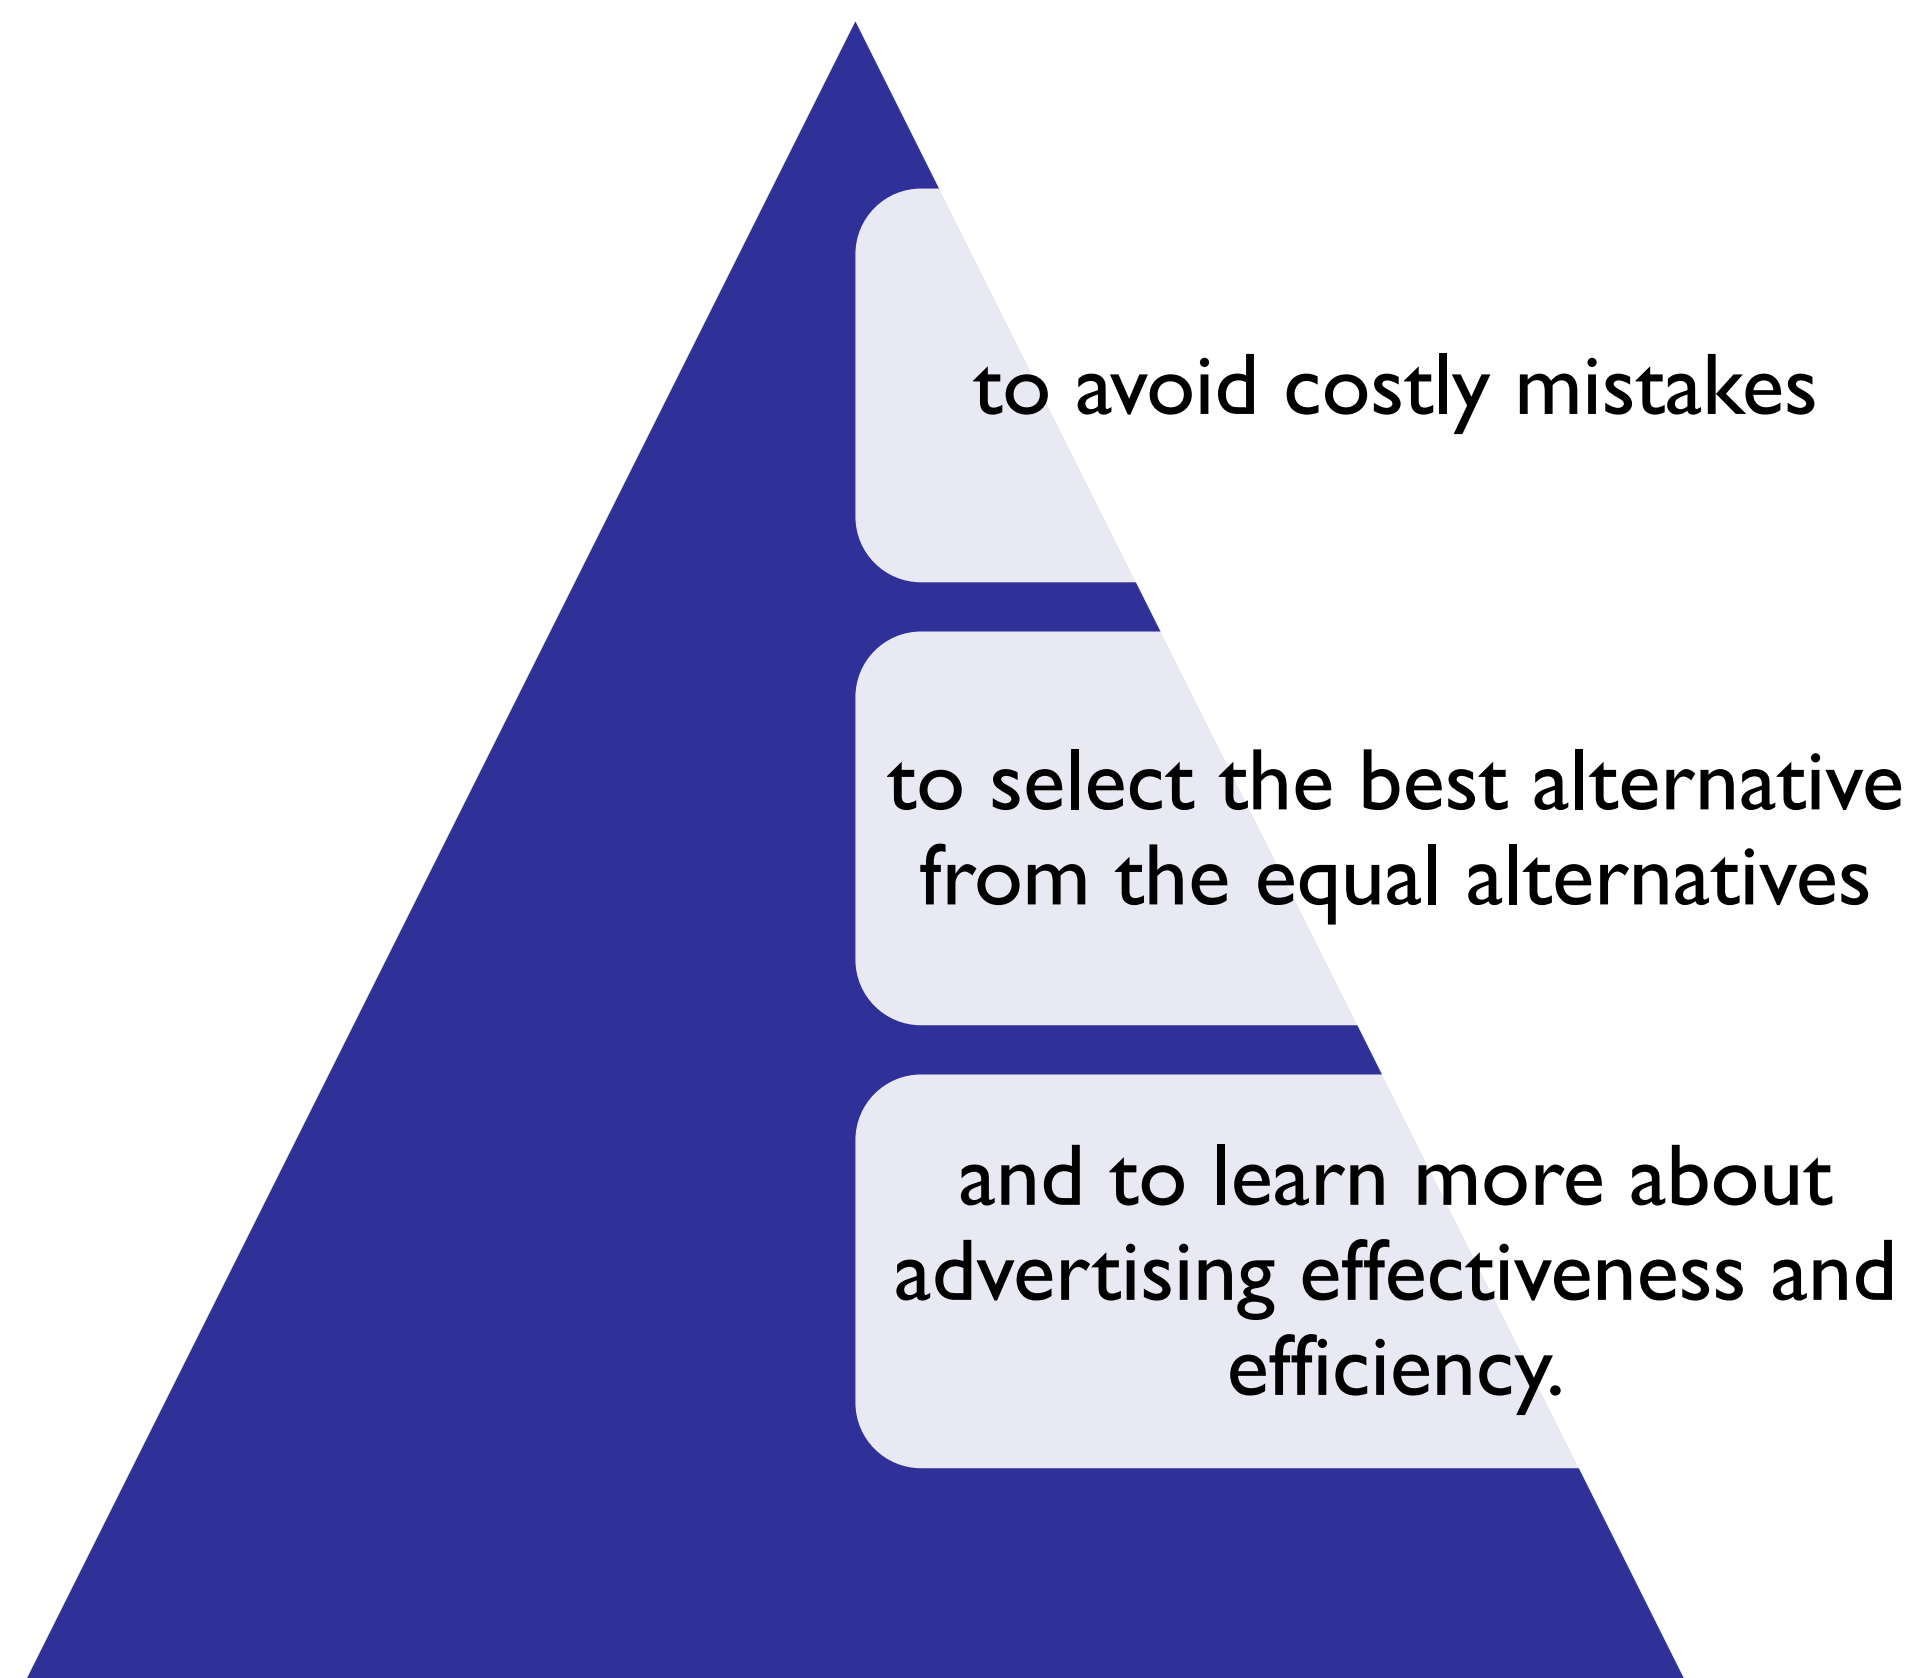 to avoid costly mistakes
to select the best alternative
from the equal alternatives
and to learn more about
advertising effectiveness and
efficiency.